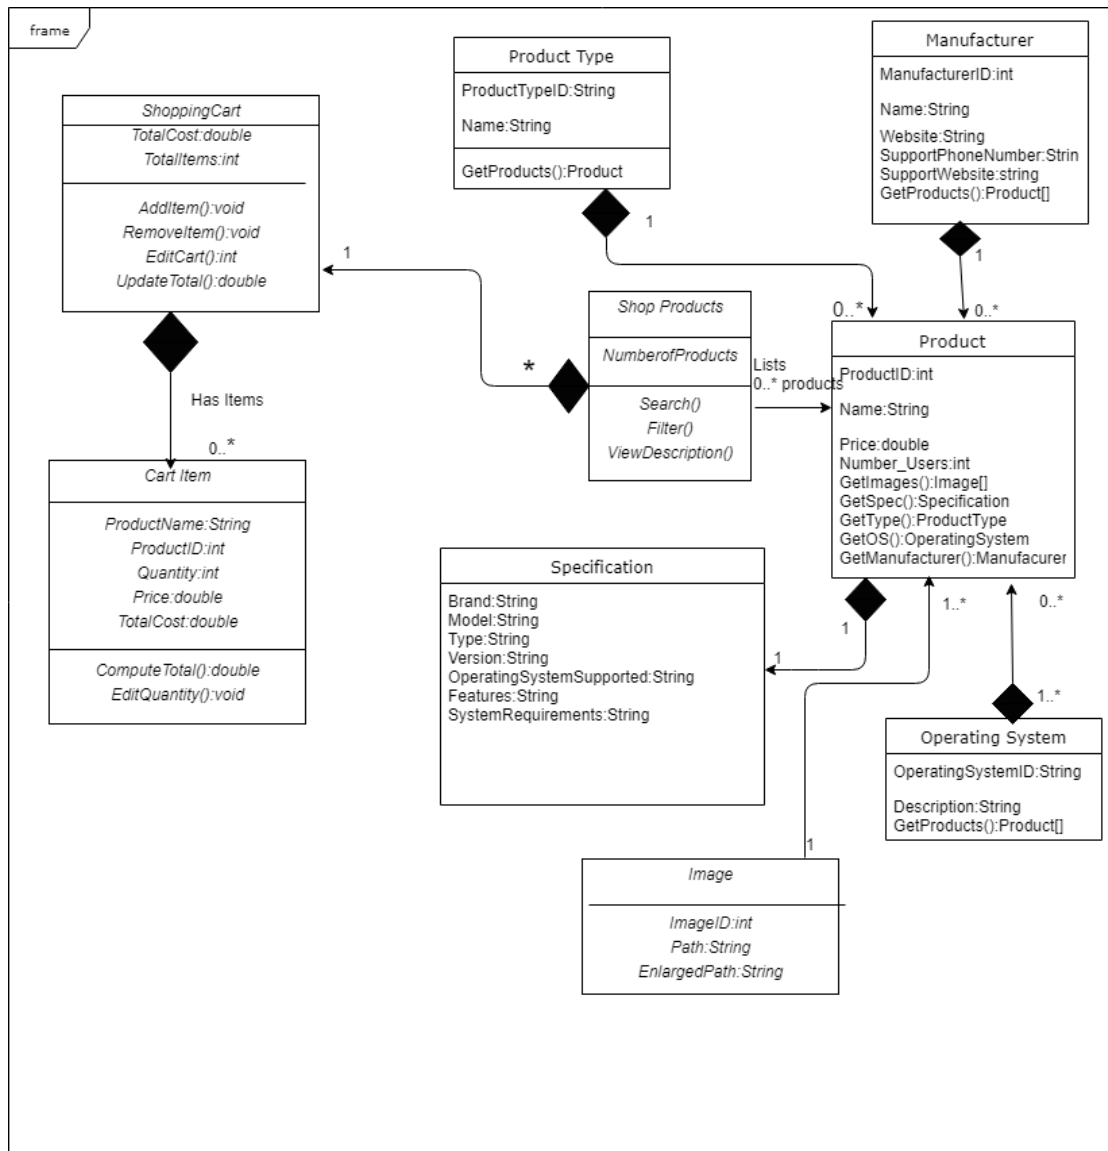 frame
Product Type
ProductTypeID:String
Name:String
GetProducts():Product
1
Manufacturer
ManufacturerID:int
Name:String
Website:String
SupportPhoneNumber:Strin
SupportWebsite:string
GetProducts():Product[]
1
ShoppingCart
TotalCost:double
TotalItems:int
AddItem():void
RemoveItem():void
EditCart():int
UpdateTotal():double
1
*
Has Items
0..*
Shop Products
NumberofProducts
Search()
Filter()
ViewDescription()
Lists
0..* products
0..*
0..*
Product
ProductID:int
Name:String
Price:double
Number_Users:int
GetImages():Image[]
GetSpec():Specification
GetType():ProductType
GetOS():OperatingSystem
GetManufacturer():Manufacurer
1
1
1..*
0..*
Cart Item
ProductName:String
ProductID:int
Quantity:int
Price:double
TotalCost:double
ComputeTotal():double
EditQuantity():void
Specification
Brand:String
Model:String
Type:String
Version:String
OperatingSystemSupported:String
Features:String
SystemRequirements:String
1..*
Operating System
OperatingSystemID:String
Description:String
GetProducts():Product[]
1
Image
ImageID:int
Path:String
EnlargedPath:String